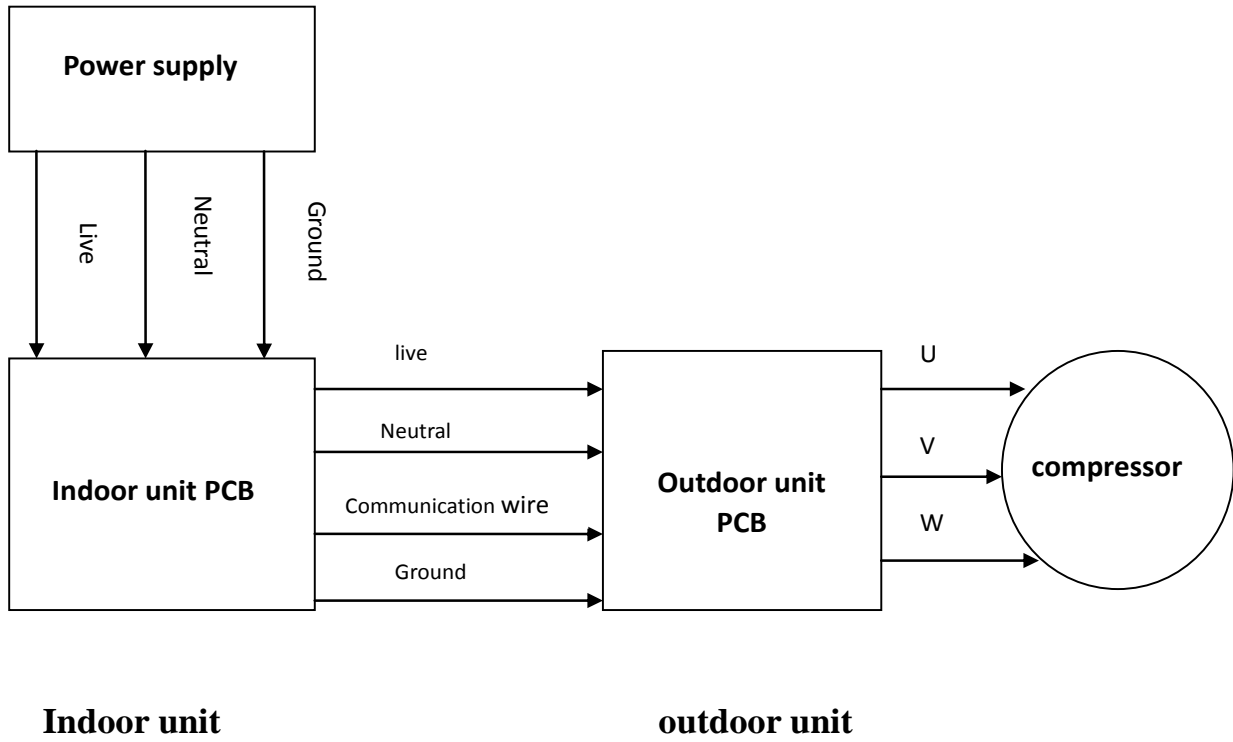 Power supply
Live
Neutral
Ground
live
Neutral
Communication wire
Ground
Indoor unit PCB
Outdoor unit
PCB
U
V
W
compressor
Indoor unit
outdoor unit